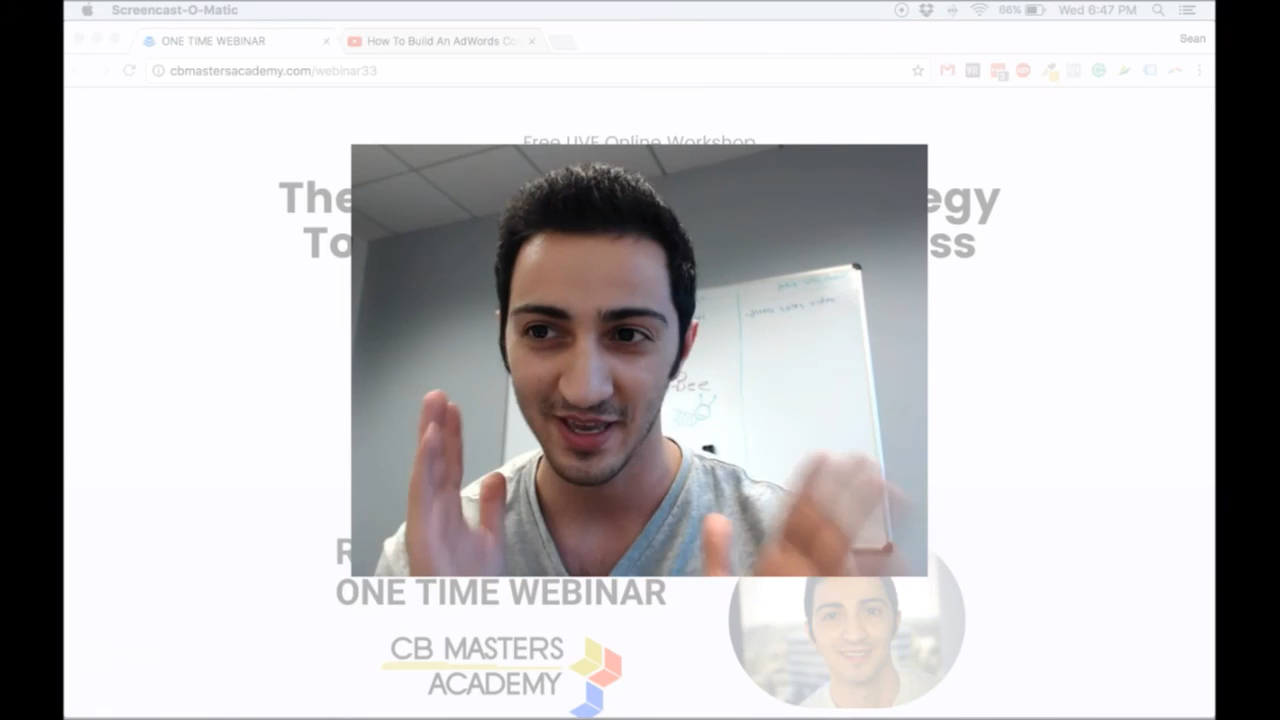 Screencast-O-Matic
66%
Wed 6:47 PM
ONE TIME WEBINAR
How To Build An AdWords Co
Sean
cbmastersacademy.com/webinar33
Free LIVE Online Workshop
The
egy
To
ss
R
ONE TIME WEBINAR
CB MASTERS
ACADEMY
Bee